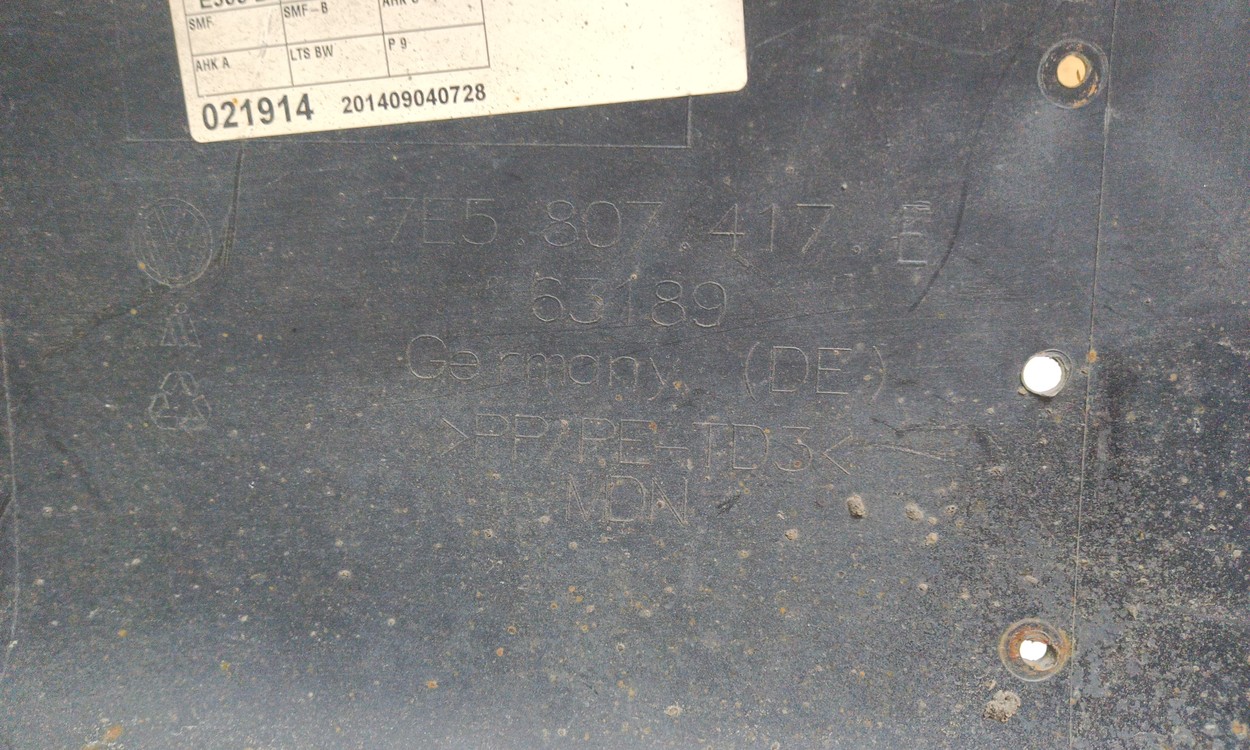 SMF SMF-B
AHK A LTS BW P 9
021914 201409040728
7E5.807.417.E
63189
Germany (DE)
>PP/PE-TD3<
MDN